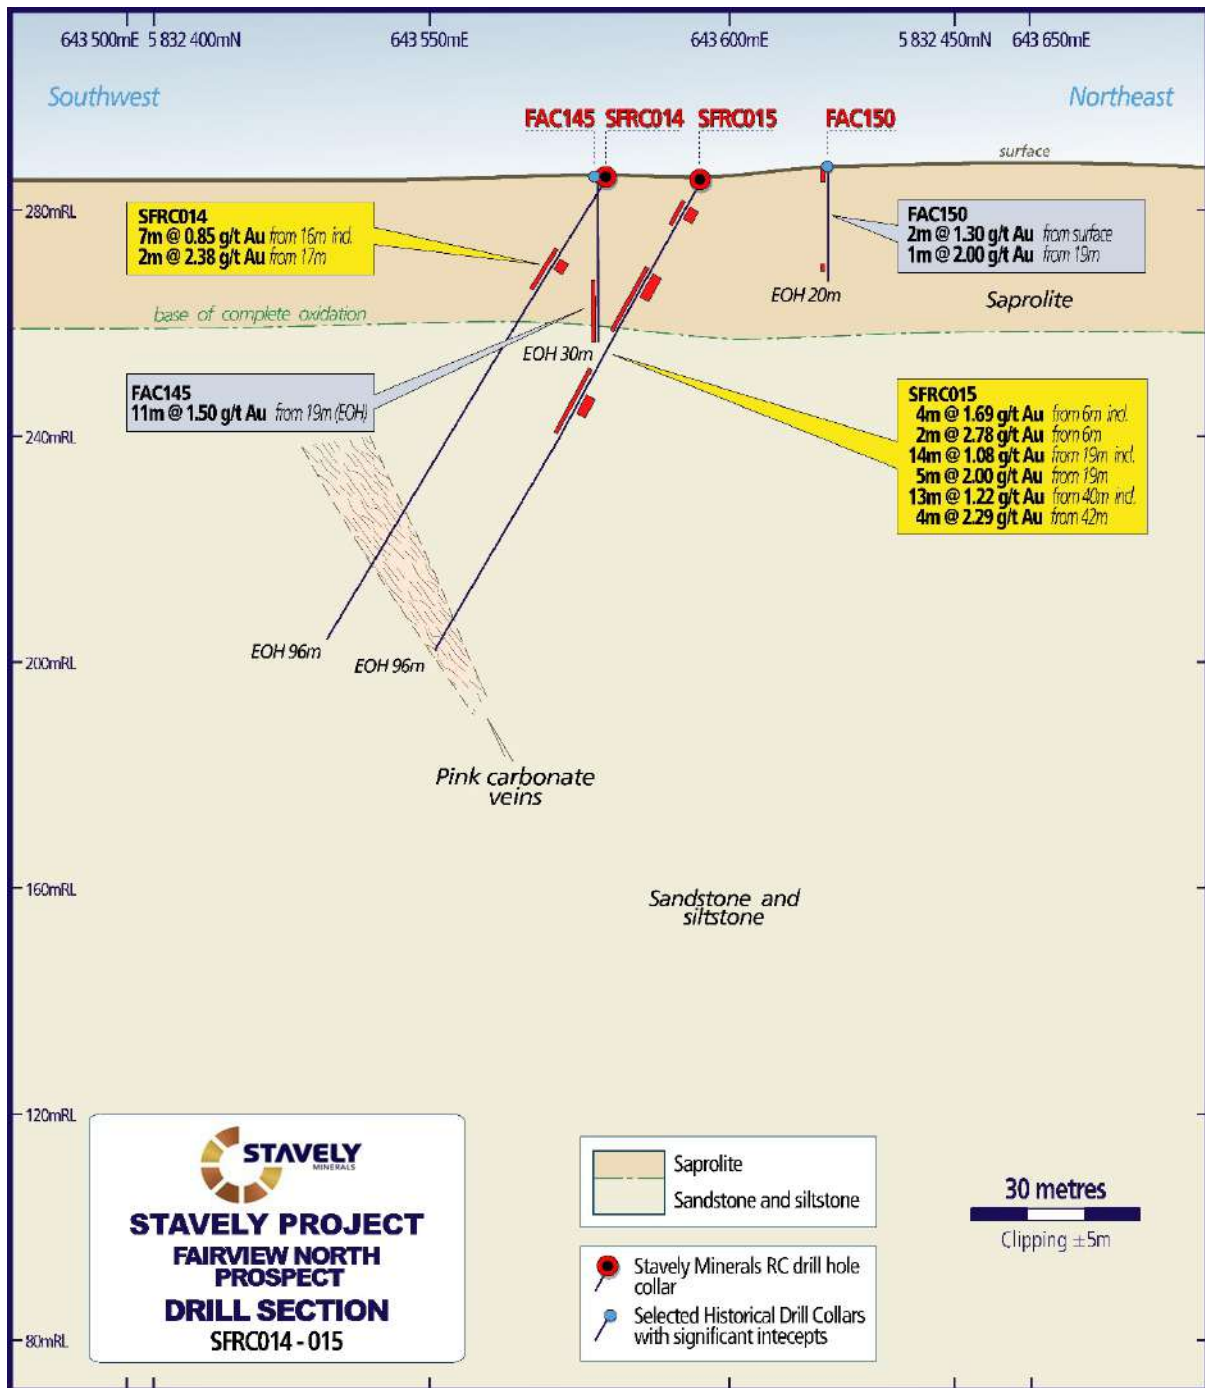 643 500mE 5 832 400mN 643 550mE 643 600mE 5 832 450mN 643 650mE
Southwest
Northeast
FAC145 SFRC014 SFRC015 FAC150
surface
280mRL
SFRC014
7m @ 0.85 g/t Au from 16m incl.
2m @ 2.38 g/t Au from 17m
FAC150
2m @ 1.30 g/t Au from surface
1m @ 2.00 g/t Au from 19m
EOH 20m
Saprolite
base of complete oxidation
EOH 30m
FAC145
11m @ 1.50 g/t Au from 19m (EOH)
SFRC015
4m @ 1.69 g/t Au from 6m incl.
2m @ 2.78 g/t Au from 6m
14m @ 1.08 g/t Au from 19m incl.
5m @ 2.00 g/t Au from 19m
13m @ 1.22 g/t Au from 40m incl.
4m @ 2.29 g/t Au from 42m
240mRL
EOH 96m
EOH 96m
200mRL
Pink carbonate
veins
160mRL
Sandstone and
siltstone
120mRL
STAVELY
MINERALS
STAVELY PROJECT
FAIRVIEW NORTH
PROSPECT
DRILL SECTION
SFRC014 - 015
Saprolite
Sandstone and siltstone
30 metres
Clipping ±5m
Stavely Minerals RC drill hole
collar
Selected Historical Drill Collars
with significant intecepts
80mRL